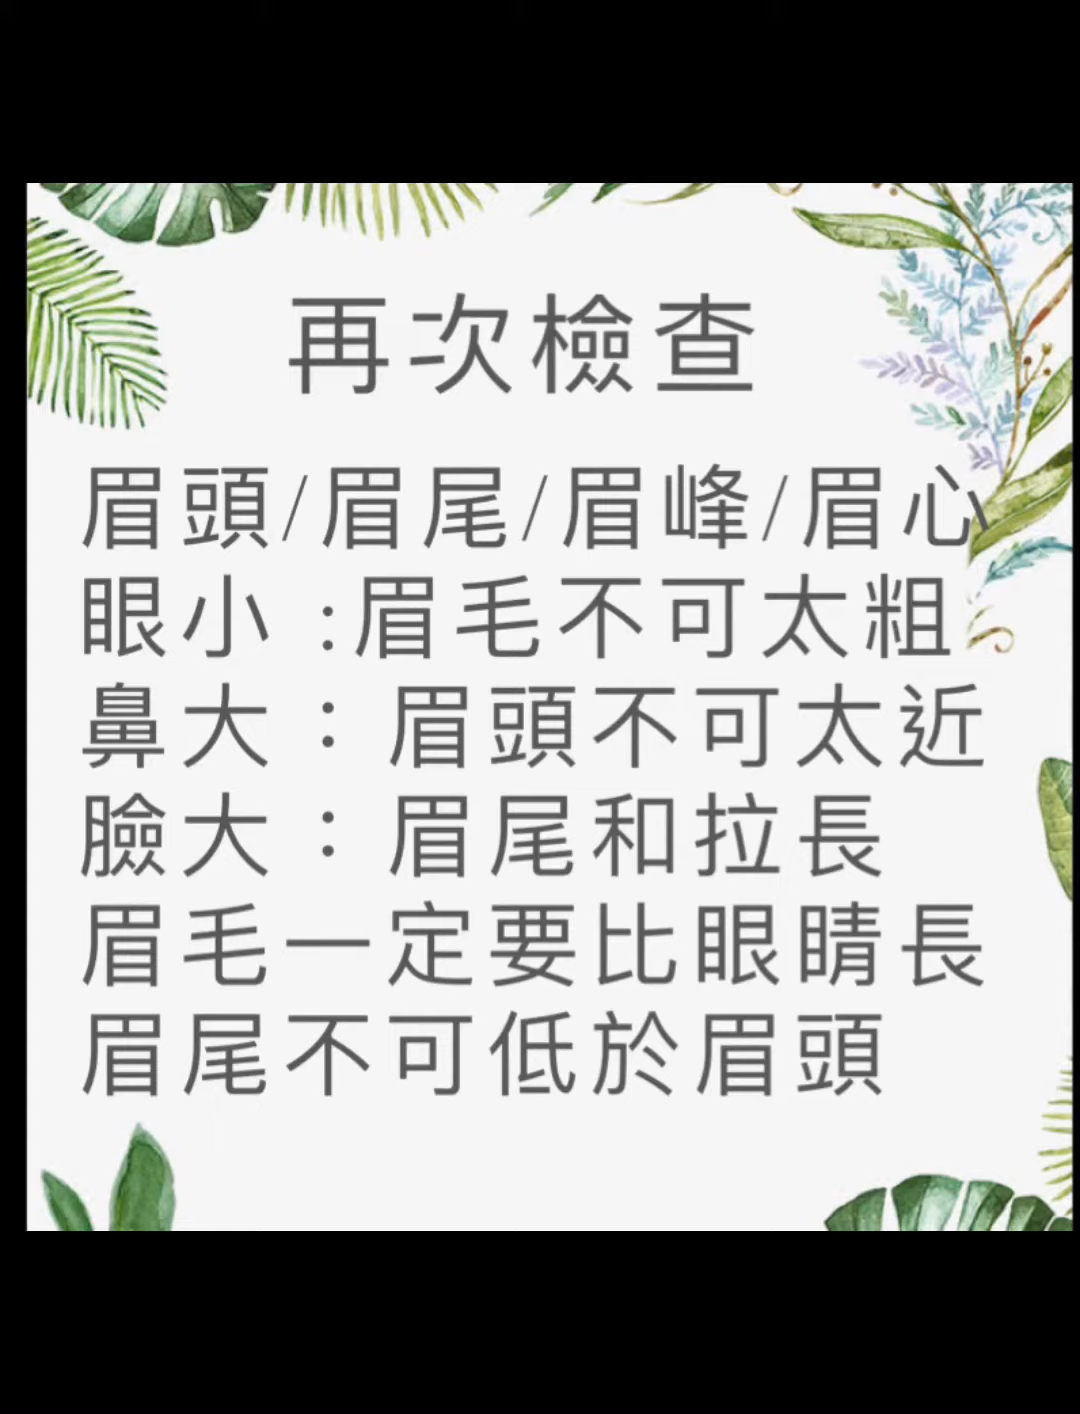 再次檢查
眉頭/眉尾/眉峰/眉心
眼小 :眉毛不可太粗
鼻大：眉頭不可太近
臉大：眉尾和拉長
眉毛一定要比眼睛長
眉尾不可低於眉頭